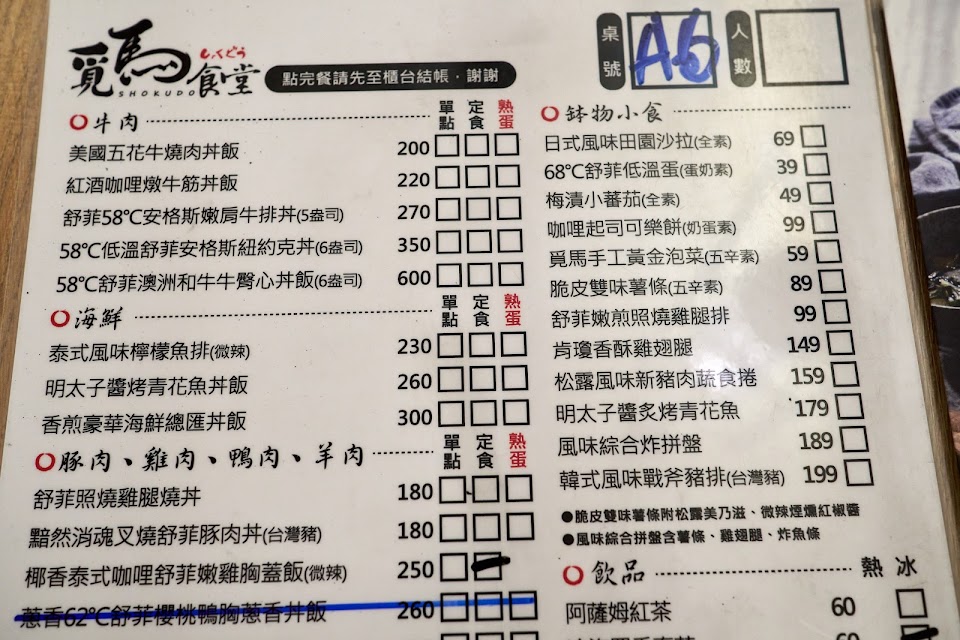 覓馬食堂
しょくどう
SHOKUDO
點完餐請先至櫃台結帳，謝謝
桌號 A6 人數
牛肉 單點 定食 熟蛋
美國五花牛燒肉丼飯 200
紅酒咖哩燉牛筋丼飯 220
舒菲58℃安格斯嫩肩牛排丼(5盎司) 270
58℃低溫舒菲安格斯紐約克丼(6盎司) 350
58℃舒菲澳洲和牛牛臀心丼飯(6盎司) 600
海鮮 單點 定食 熟蛋
泰式風味檸檬魚排(微辣) 230
明太子醬烤青花魚丼飯 260
香煎豪華海鮮總匯丼飯 300
豚肉、雞肉、鴨肉、羊肉 單點 定食 熟蛋
舒菲照燒雞腿燒丼 180
黯然消魂叉燒舒菲豚肉丼(台灣豬) 180
椰香泰式咖哩舒菲嫩雞胸蓋飯(微辣) 250
蔥香62℃舒菲櫻桃鴨胸蔥香丼飯 260
缽物小食
日式風味田園沙拉(全素) 69
68℃舒菲低溫蛋(蛋奶素) 39
梅漬小蕃茄(全素) 49
咖哩起司可樂餅(奶蛋素) 99
覓馬手工黃金泡菜(五辛素) 59
脆皮雙味薯條(五辛素) 89
舒菲嫩煎照燒雞腿排 99
肯瓊香酥雞翅腿 149
松露風味新豬肉蔬食捲 159
明太子醬炙烤青花魚 179
風味綜合炸拼盤 189
韓式風味戰斧豬排(台灣豬) 199
●脆皮雙味薯條附松露美乃滋、微辣煙燻紅椒醬
●風味綜合拼盤含薯條、雞翅腿、炸魚條
飲品 熱 冰
阿薩姆紅茶 60